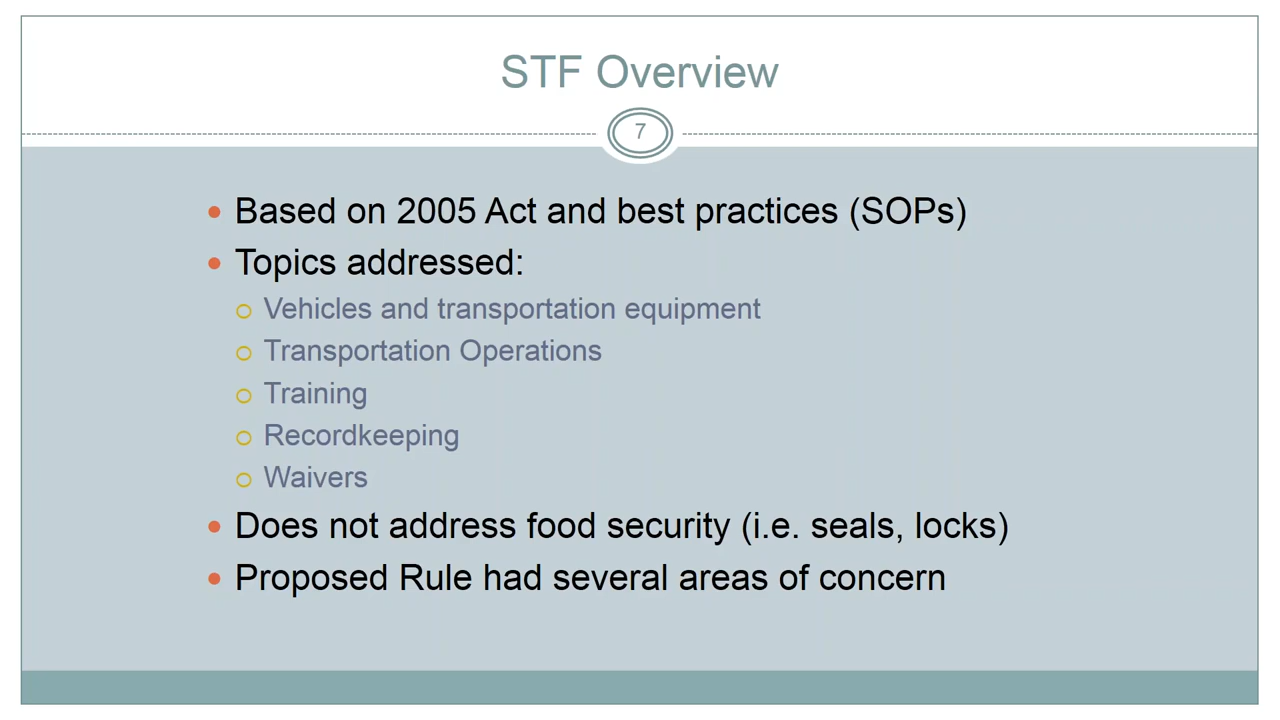 STF Overview
7
Based on 2005 Act and best practices (SOPs)
Topics addressed:
Vehicles and transportation equipment
Transportation Operations
Training
Recordkeeping
Waivers
Does not address food security (i.e. seals, locks)
Proposed Rule had several areas of concern